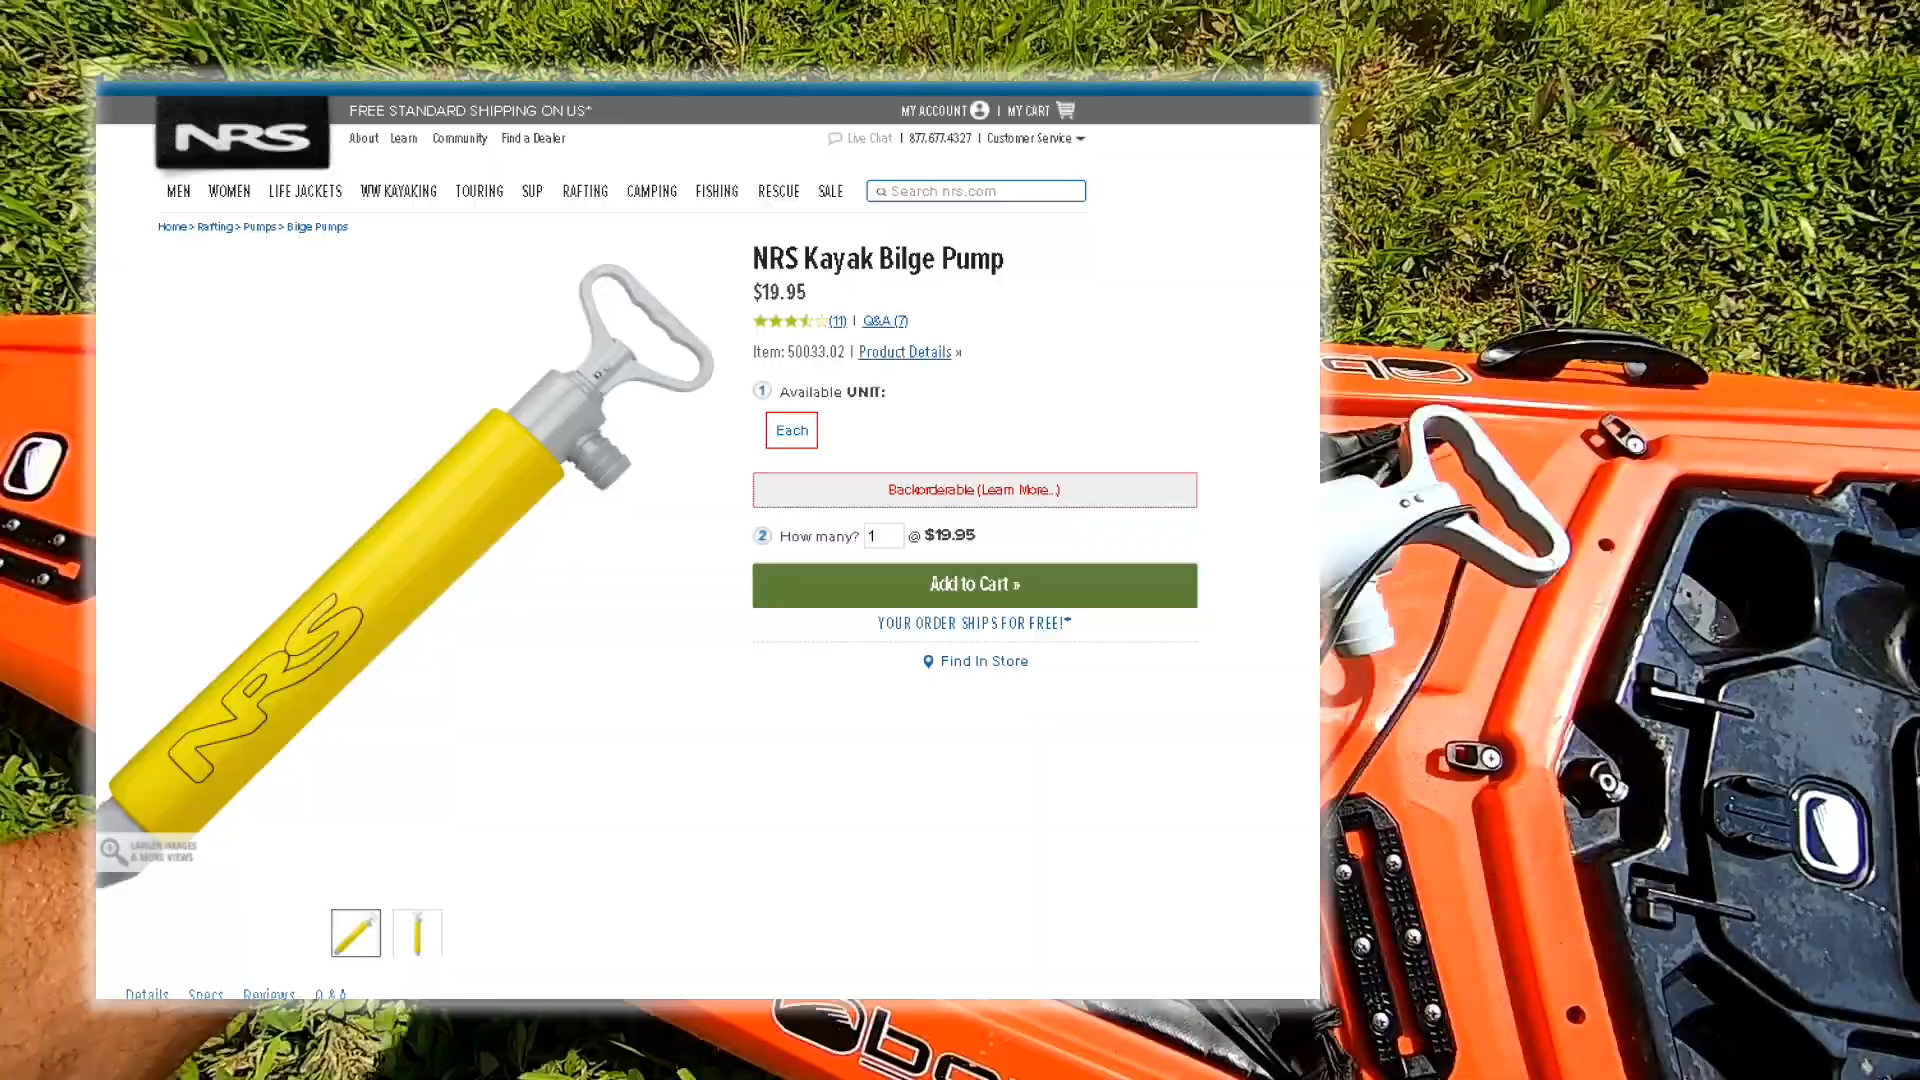 FREE STANDARD SHIPPING ON US*
MY ACCOUNT | MY CART
NRS
About Learn Community Find a Dealer
Live Chat | 877.677.4327 | Customer Service
MEN WOMEN LIFE JACKETS WW KAYAKING TOURING SUP RAFTING CAMPING FISHING RESCUE SALE
Search nrs.com
Home > Rafting > Pumps > Bilge Pumps
NRS Kayak Bilge Pump
$19.95
(11) | Q&A (7)
Item: 50033.02 | Product Details »
1 Available UNIT:
Each
Backorderable (Learn More...)
2 How many? 1 @ $19.95
Add to Cart »
YOUR ORDER SHIPS FOR FREE!*
Find In Store
NRS
LARGER IMAGES
& MORE VIEWS
Details Specs Reviews Q & A